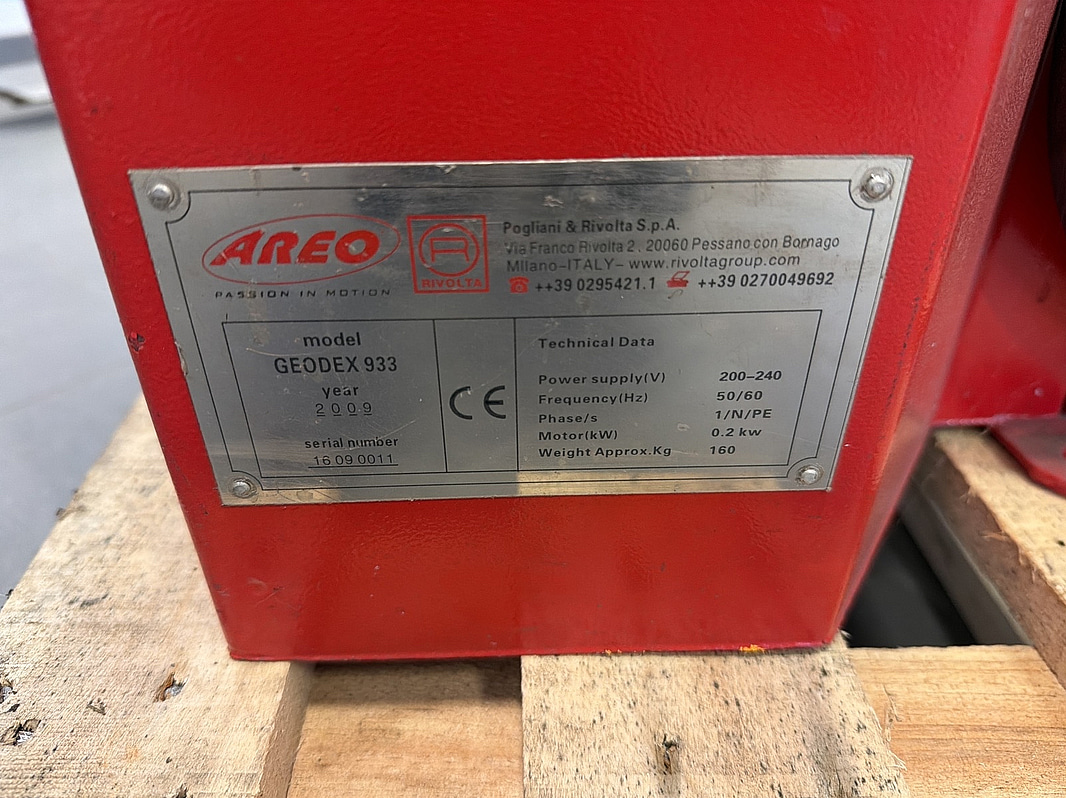 AREO
PASSION IN MOTION
R
RIVOLTA
Pogliani & Rivolta S.p.A.
Via Franco Rivolta 2. 20060 Pessano con Bornago
Milano-ITALY- www.rivoltagroup.com
++39 0295421.1 ++39 0270049692
model
GEODEX 933
year
2009
serial number
16 09 0011
CE
Technical Data
Power supply(V) 200-240
Frequency(Hz) 50/60
Phase/s 1/N/PE
Motor(kW) 0.2 kw
Weight Approx.Kg 160